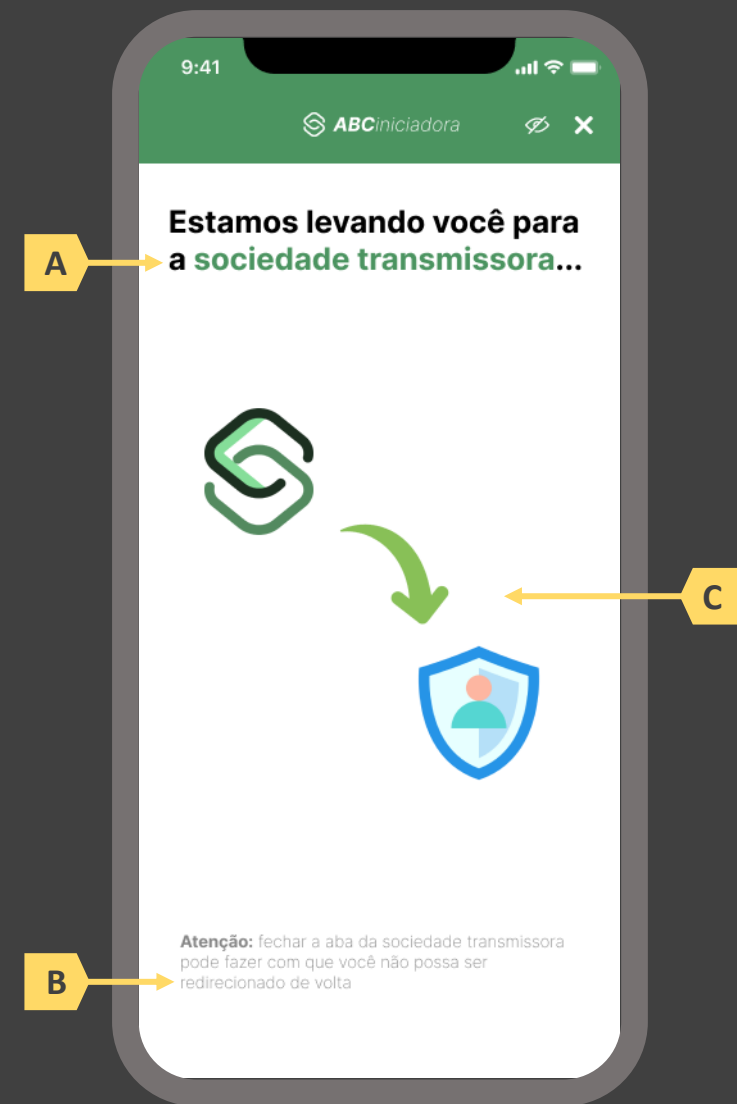 9:41
ABCiniciadora
Estamos levando você para
A
a sociedade transmissora...
C
Atenção: fechar a aba da sociedade transmissora
pode fazer com que você não possa ser
B
redirecionado de volta